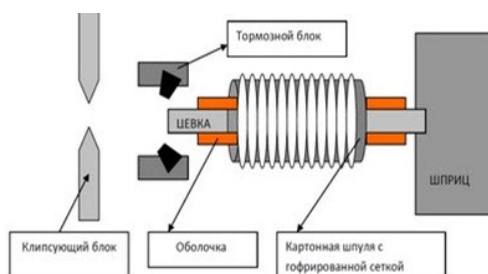 Тормозной блок
ЦЕВКА
ШПРИЦ
Клипсующий блок
Оболочка
Картонная шпуля с
гофрированной сеткой